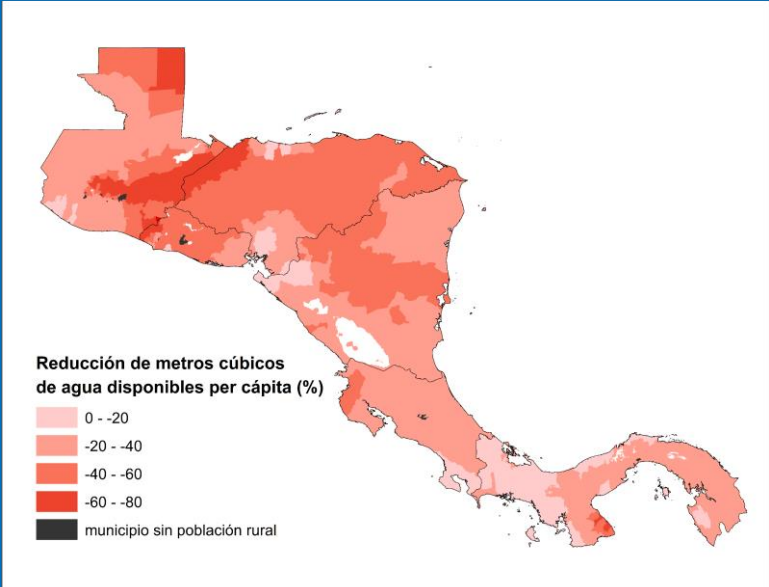 Reducción de metros cúbicos
de agua disponibles per cápita (%)
0 - -20
-20 - -40
-40 - -60
-60 - -80
municipio sin población rural